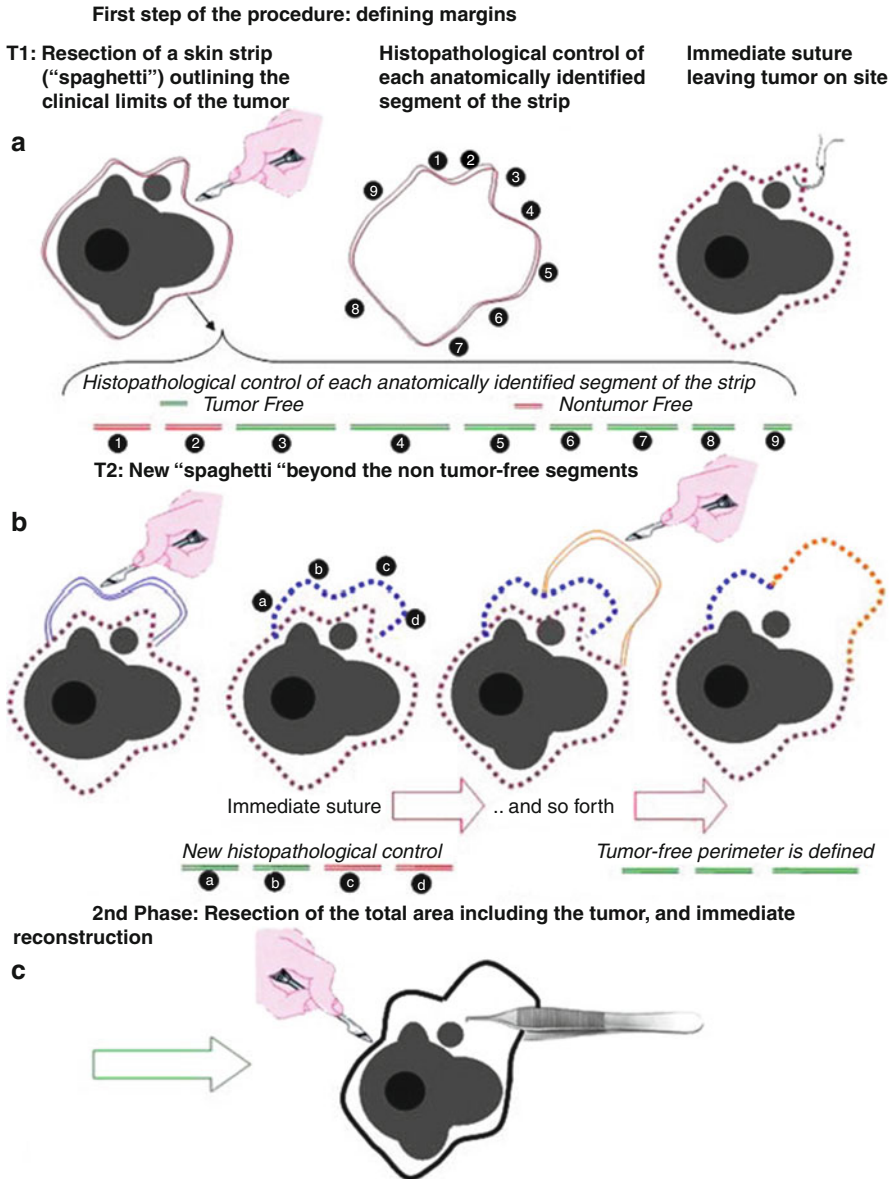 First step of the procedure: defining margins
T1: Resection of a skin strip
("spaghetti") outlining the
clinical limits of the tumor
Histopathological control of
each anatomically identified
segment of the strip
Immediate suture
leaving tumor on site
a
1
2
3
4
5
6
7
8
9
Histopathological control of each anatomically identified segment of the strip
Tumor Free
Nontumor Free
1 2 3 4 5 6 7 8 9
T2: New "spaghetti "beyond the non tumor-free segments
b
a
b
c
d
Immediate suture
.. and so forth
New histopathological control
a b c d
Tumor-free perimeter is defined
2nd Phase: Resection of the total area including the tumor, and immediate
reconstruction
c